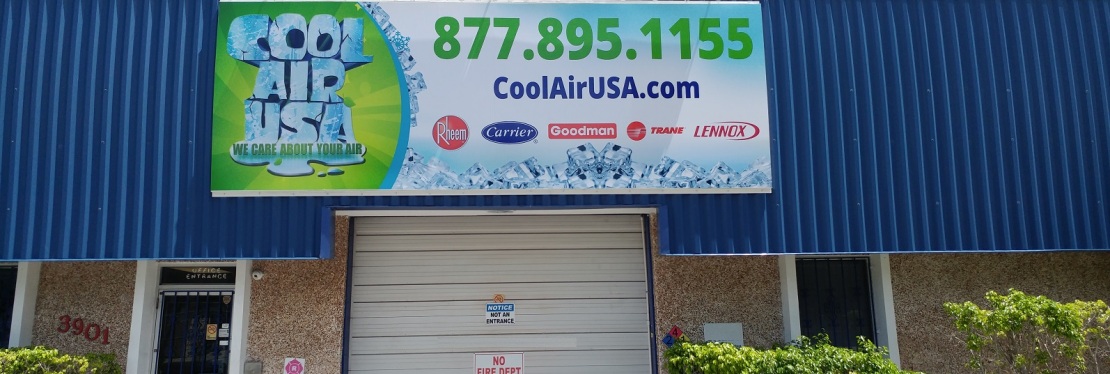 COOL
AIR
USA
WE CARE ABOUT YOUR AIR
877.895.1155
CoolAirUSA.com
Rheem
Carrier
Goodman
TRANE
LENNOX
OFFICE
ENTRANCE
3901
NOTICE
NOT AN
ENTRANCE
NO
FIRE DEPT